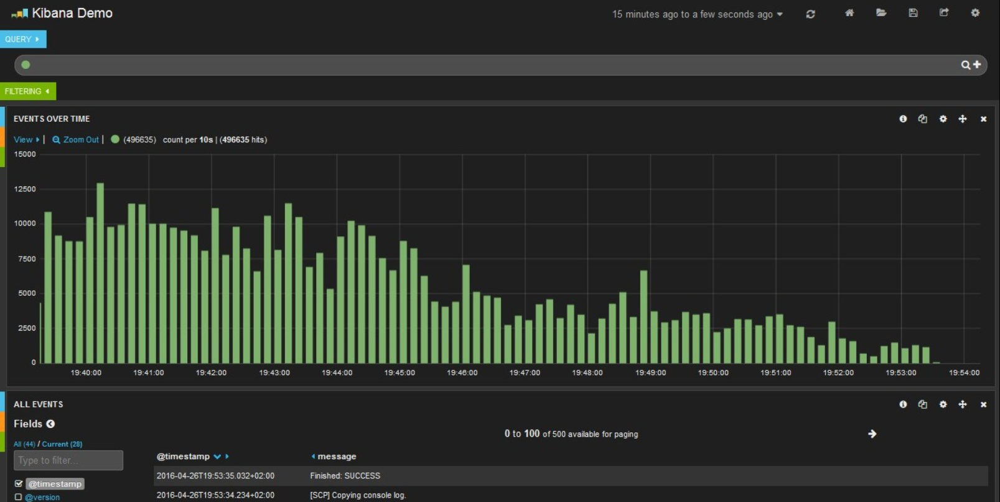 Kibana Demo
15 minutes ago to a few seconds ago
QUERY
FILTERING
EVENTS OVER TIME
View | Zoom Out | (496635) count per 10s | (496635 hits)
15000
12500
10000
7500
5000
2500
0
19:40:00 19:41:00 19:42:00 19:43:00 19:44:00 19:45:00 19:46:00 19:47:00 19:48:00 19:49:00 19:50:00 19:51:00 19:52:00 19:53:00 19:54:00
ALL EVENTS
Fields
0 to 100 of 500 available for paging
All (44) / Current (28)
Type to filter...
@timestamp message
2016-04-26T19:53:35.032+02:00 Finished: SUCCESS
@timestamp
2016-04-26T19:53:34.234+02:00 [SCP] Copying console log.
@version